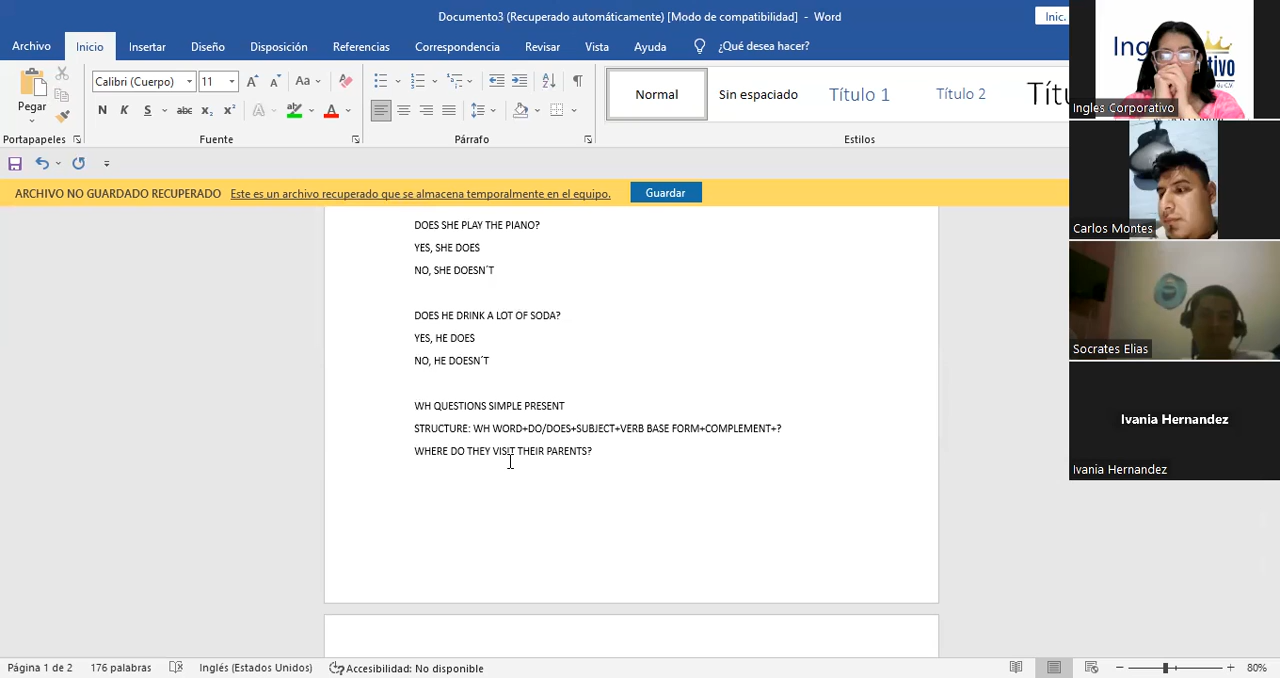 Documento3 (Recuperado automáticamente) [Modo de compatibilidad] - Word
Inic.
Archivo Inicio Insertar Diseño Disposición Referencias Correspondencia Revisar Vista Ayuda ¿Qué desea hacer?
Pegar
Calibri (Cuerpo) 11
Normal
Sin espaciado
Título 1
Título 2
Portapapeles
Fuente
Párrafo
Estilos
ARCHIVO NO GUARDADO RECUPERADO Este es un archivo recuperado que se almacena temporalmente en el equipo. Guardar
DOES SHE PLAY THE PIANO?
YES, SHE DOES
NO, SHE DOESN´T
DOES HE DRINK A LOT OF SODA?
YES, HE DOES
NO, HE DOESN´T
WH QUESTIONS SIMPLE PRESENT
STRUCTURE: WH WORD+DO/DOES+SUBJECT+VERB BASE FORM+COMPLEMENT+?
WHERE DO THEY VISIT THEIR PARENTS?
Ingles Corporativo
Carlos Montes
Socrates Elias
Ivania Hernandez
Ivania Hernandez
Página 1 de 2 176 palabras Inglés (Estados Unidos) Accesibilidad: No disponible 80%